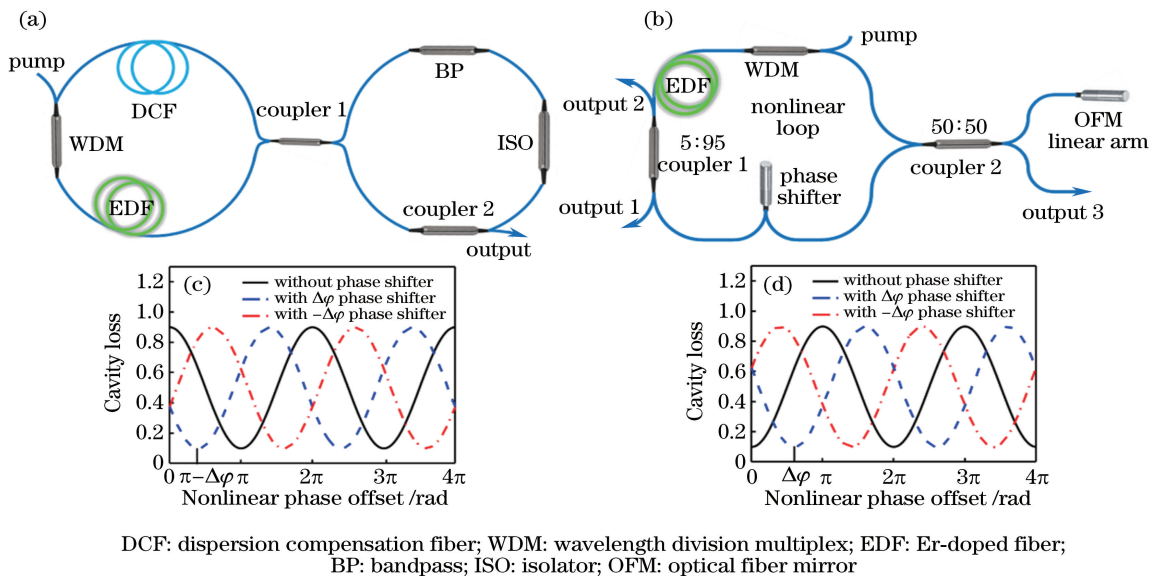 (a)
pump
DCF
WDM
EDF
coupler 1
BP
ISO
coupler 2
output
(b)
pump
WDM
EDF
output 2
nonlinear
loop
5∶95
coupler 1
output 1
phase
shifter
50∶50
coupler 2
OFM
linear arm
output 3
(c)
without phase shifter
with Δφ phase shifter
with −Δφ phase shifter
Cavity loss
1.2
1.0
0.8
0.6
0.4
0.2
0
0 π−Δφ π 2π 3π 4π
Nonlinear phase offset /rad
(d)
without phase shifter
with Δφ phase shifter
with −Δφ phase shifter
Cavity loss
1.2
1.0
0.8
0.6
0.4
0.2
0
0 Δφ π 2π 3π 4π
Nonlinear phase offset /rad
DCF: dispersion compensation fiber; WDM: wavelength division multiplex; EDF: Er-doped fiber;
BP: bandpass; ISO: isolator; OFM: optical fiber mirror